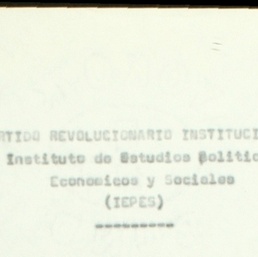 RTIDO REVOLUCIONARIO INSTITUCI
Instituto de Estudios Politic
Economicos y Sociales
(IEPES)